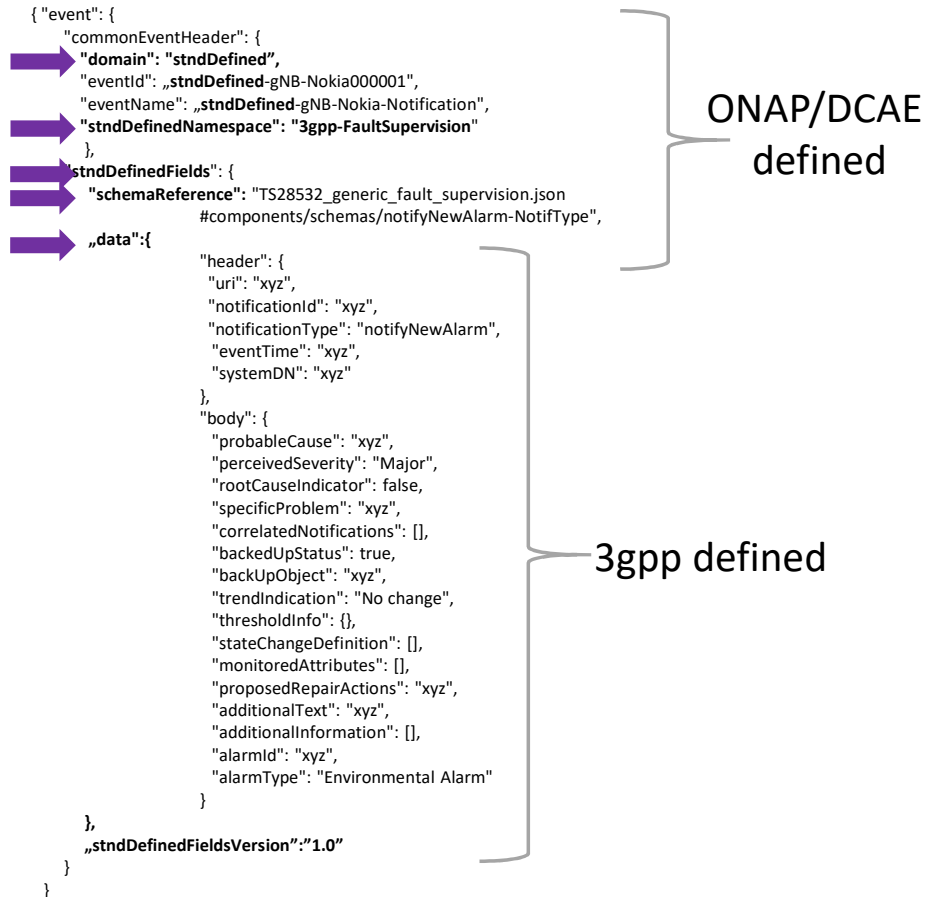 { "event": {
"commonEventHeader": {
"domain": "stndDefined”,
"eventId": „stndDefined-gNB-Nokia000001",
"eventName": „stndDefined-gNB-Nokia-Notification",
"stndDefinedNamespace": "3gpp-FaultSupervision"
},
"stndDefinedFields": {
"schemaReference": "TS28532_generic_fault_supervision.json
#components/schemas/notifyNewAlarm-NotifType",
„data":{
"header": {
"uri": "xyz",
"notificationId": "xyz",
"notificationType": "notifyNewAlarm",
"eventTime": "xyz",
"systemDN": "xyz"
},
"body": {
"probableCause": "xyz",
"perceivedSeverity": "Major",
"rootCauseIndicator": false,
"specificProblem": "xyz",
"correlatedNotifications": [],
"backedUpStatus": true,
"backUpObject": "xyz",
"trendIndication": "No change",
"thresholdInfo": {},
"stateChangeDefinition": [],
"monitoredAttributes": [],
"proposedRepairActions": "xyz",
"additionalText": "xyz",
"additionalInformation": [],
"alarmId": "xyz",
"alarmType": "Environmental Alarm"
}
},
„stndDefinedFieldsVersion”:”1.0”
}
}
ONAP/DCAE
defined
3gpp defined